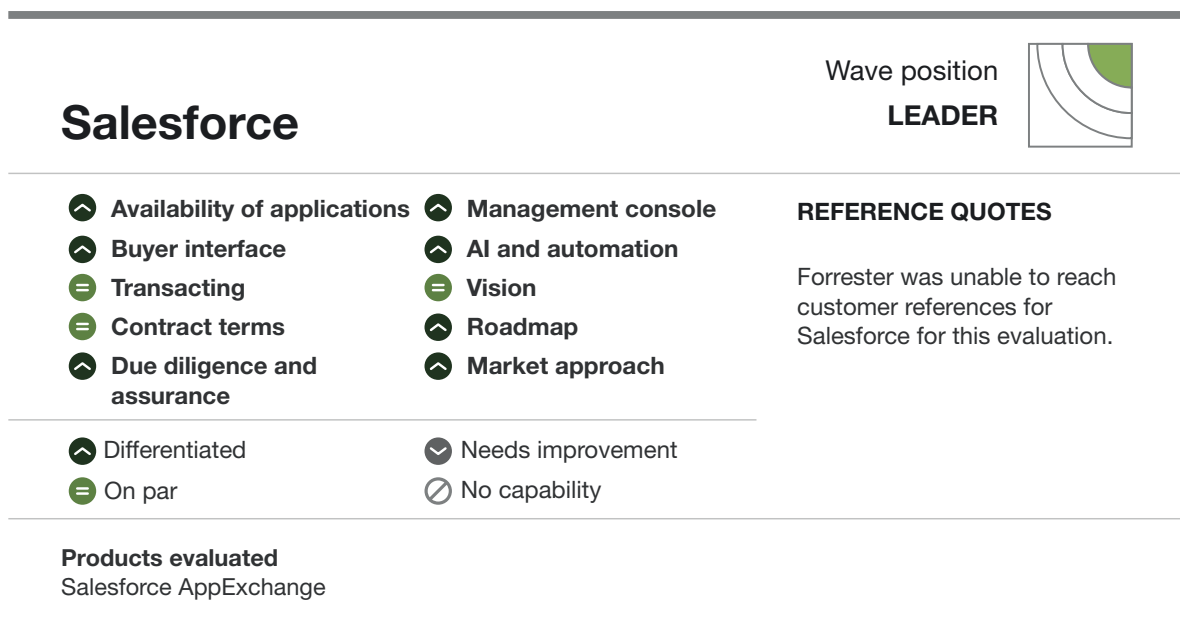 Wave position
LEADER
Salesforce
Availability of applications
Buyer interface
Transacting
Contract terms
Due diligence and
assurance
Management console
AI and automation
Vision
Roadmap
Market approach
REFERENCE QUOTES
Forrester was unable to reach
customer references for
Salesforce for this evaluation.
Differentiated
On par
Needs improvement
No capability
Products evaluated
Salesforce AppExchange